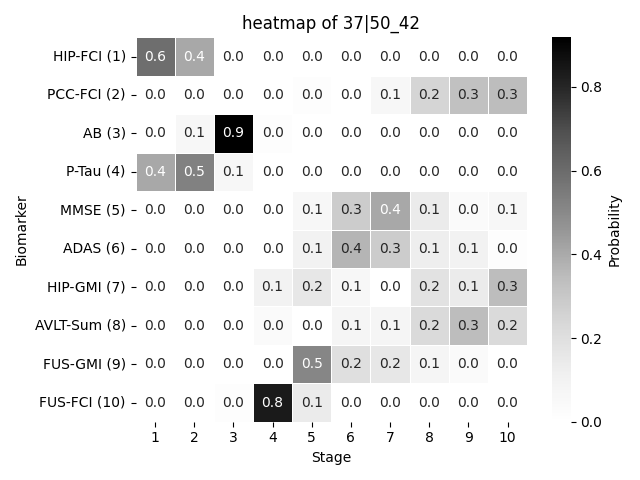 heatmap of 37|50_42
HIP-FCI (1) 0.6 0.4 0.0 0.0 0.0 0.0 0.0 0.0 0.0 0.0
PCC-FCI (2) 0.0 0.0 0.0 0.0 0.0 0.0 0.1 0.2 0.3 0.3
AB (3) 0.0 0.1 0.9 0.0 0.0 0.0 0.0 0.0 0.0 0.0
P-Tau (4) 0.4 0.5 0.1 0.0 0.0 0.0 0.0 0.0 0.0 0.0
MMSE (5) 0.0 0.0 0.0 0.0 0.1 0.3 0.4 0.1 0.0 0.1
ADAS (6) 0.0 0.0 0.0 0.0 0.1 0.4 0.3 0.1 0.1 0.0
HIP-GMI (7) 0.0 0.0 0.0 0.1 0.2 0.1 0.0 0.2 0.1 0.3
AVLT-Sum (8) 0.0 0.0 0.0 0.0 0.0 0.1 0.1 0.2 0.3 0.2
FUS-GMI (9) 0.0 0.0 0.0 0.0 0.5 0.2 0.2 0.1 0.0 0.0
FUS-FCI (10) 0.0 0.0 0.0 0.8 0.1 0.0 0.0 0.0 0.0 0.0
1 2 3 4 5 6 7 8 9 10
Stage
Biomarker
0.8
0.6
0.4
0.2
0.0
Probability